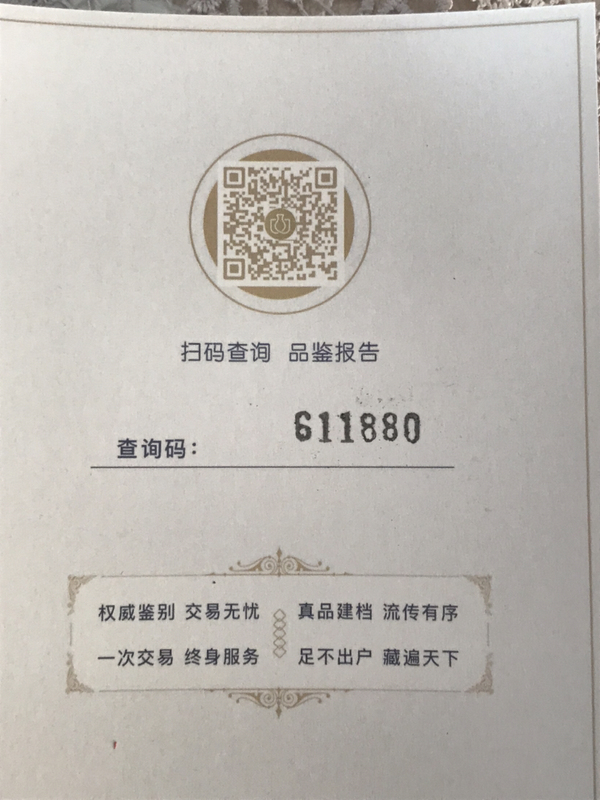 扫码查询 品鉴报告
查询码： 611880
权威鉴别 交易无忧 真品建档 流传有序
一次交易 终身服务 足不出户 藏遍天下